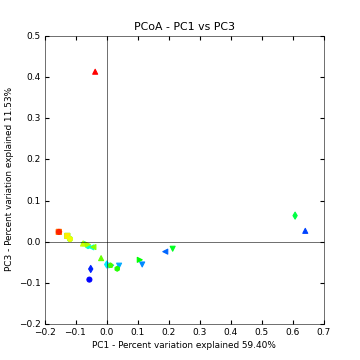 PCoA - PC1 vs PC3
PC3 - Percent variation explained 11.53%
0.5
0.4
0.3
0.2
0.1
0.0
−0.1
−0.2
−0.2 −0.1 0.0 0.1 0.2 0.3 0.4 0.5 0.6 0.7
PC1 - Percent variation explained 59.40%